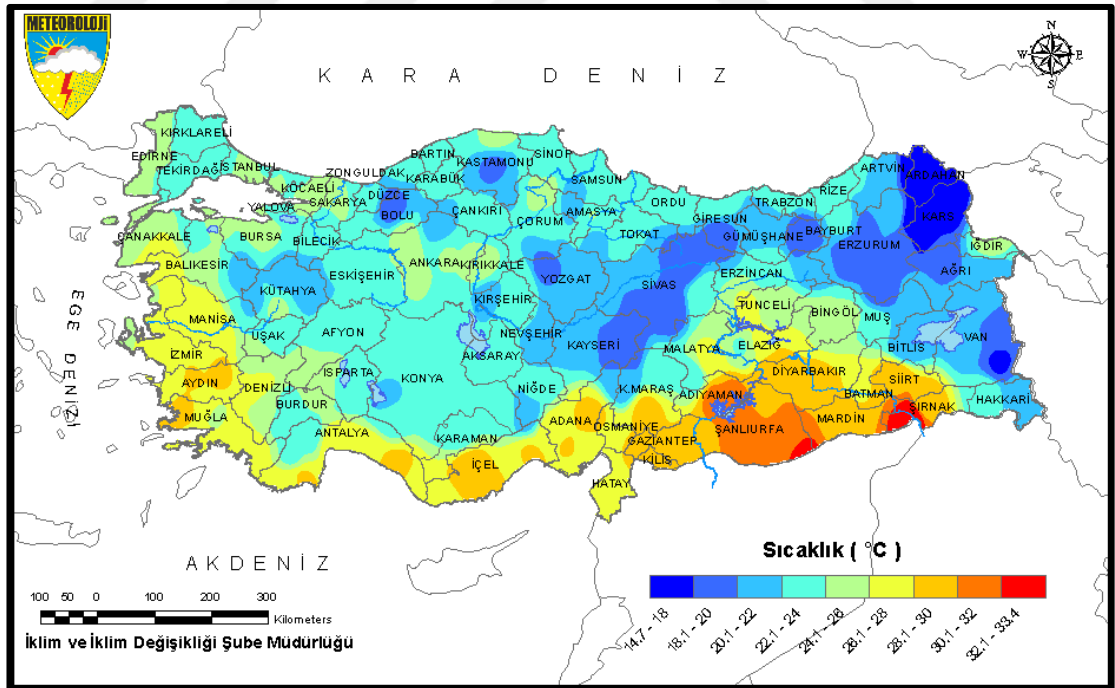 METEOROLOJİ
N
W E
S
K A R A D E N İ Z
KIRKLARELİ
EDİRNE
TEKİRDAĞ
İSTANBUL
KOCAELİ
YALOVA
SAKARYA
ZONGULDAK
DÜZCE
BOLU
BARTIN
KARABÜK
KASTAMONU
SİNOP
ÇANKIRI
SAMSUN
AMASYA
ÇORUM
ORDU
TOKAT
GİRESUN
TRABZON
GÜMÜŞHANE
RİZE
ARTVİN
ARDAHAN
KARS
BAYBURT
ERZURUM
IĞDIR
AĞRI
ÇANAKKALE
BALIKESİR
BURSA
BİLECİK
ESKİŞEHİR
KÜTAHYA
ANKARA
KIRIKKALE
YOZGAT
SİVAS
ERZİNCAN
TUNCELİ
BİNGÖL
MUŞ
BİTLİS
VAN
MANİSA
UŞAK
AFYON
KIRŞEHİR
NEVŞEHİR
AKSARAY
KAYSERİ
MALATYA
ELAZIĞ
DİYARBAKIR
BATMAN
SİİRT
ŞIRNAK
HAKKARİ
İZMİR
AYDIN
DENİZLİ
ISPARTA
BURDUR
KONYA
NİĞDE
K.MARAŞ
ADIYAMAN
ŞANLIURFA
MARDİN
MUĞLA
ANTALYA
KARAMAN
İÇEL
ADANA
OSMANİYE
GAZİANTEP
KİLİS
HATAY
EGE DENİZİ
A K D E N İ Z
100 50 0 100 200 300
Kilometers
İklim ve İklim Değişikliği Şube Müdürlüğü
Sıcaklık ( °C )
14.7 - 18
18.1 - 20
20.1 - 22
22.1 - 24
24.1 - 26
26.1 - 28
28.1 - 30
30.1 - 32
32.1 - 33.4